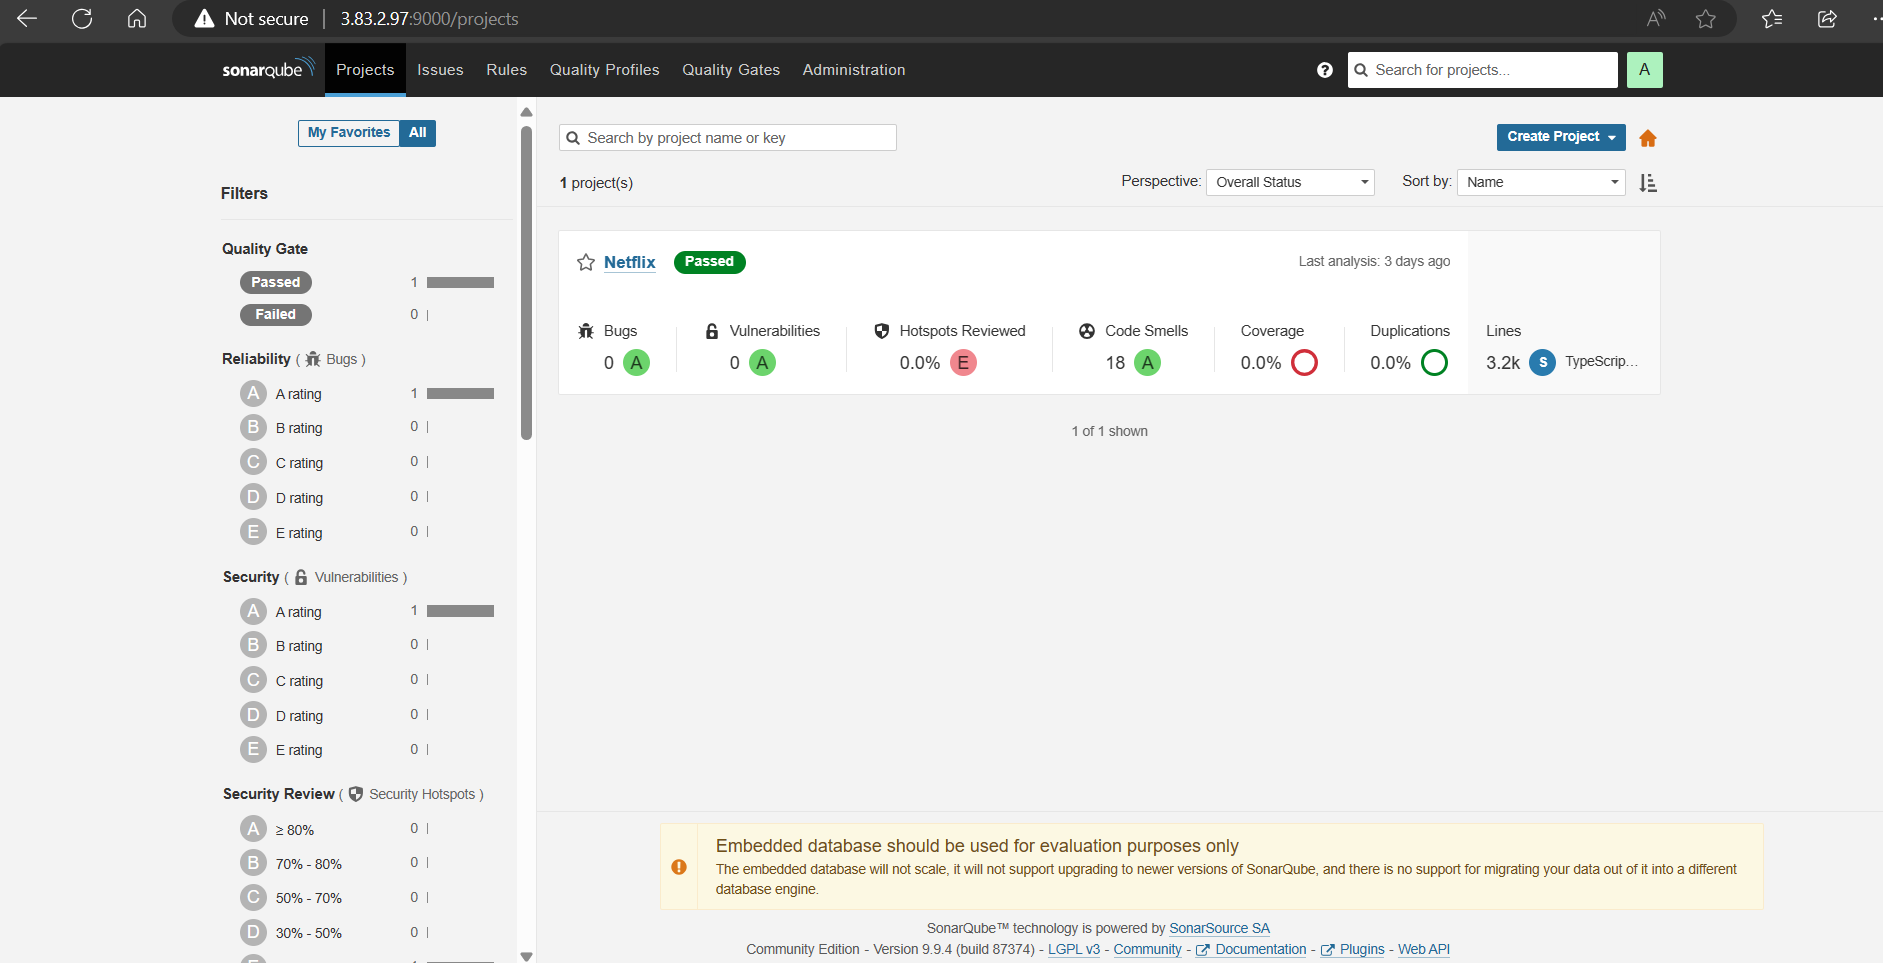 Not secure | 3.83.2.97:9000/projects
sonarqube Projects Issues Rules Quality Profiles Quality Gates Administration ? Search for projects... A
My Favorites All
Filters
Quality Gate
Passed 1
Failed 0
Reliability ( Bugs )
A A rating 1
B B rating 0
C C rating 0
D D rating 0
E E rating 0
Security ( Vulnerabilities )
A A rating 1
B B rating 0
C C rating 0
D D rating 0
E E rating 0
Security Review ( Security Hotspots )
A ≥ 80% 0
B 70% - 80% 0
C 50% - 70% 0
D 30% - 50% 0
Search by project name or key Create Project
1 project(s) Perspective: Overall Status Sort by: Name
Netflix Passed Last analysis: 3 days ago
Bugs Vulnerabilities Hotspots Reviewed Code Smells Coverage Duplications Lines
0 A 0 A 0.0% E 18 A 0.0% 0.0% 3.2k S TypeScrip...
1 of 1 shown
Embedded database should be used for evaluation purposes only
The embedded database will not scale, it will not support upgrading to newer versions of SonarQube, and there is no support for migrating your data out of it into a different
database engine.
SonarQube™ technology is powered by SonarSource SA
Community Edition - Version 9.9.4 (build 87374) - LGPL v3 - Community - Documentation - Plugins - Web API